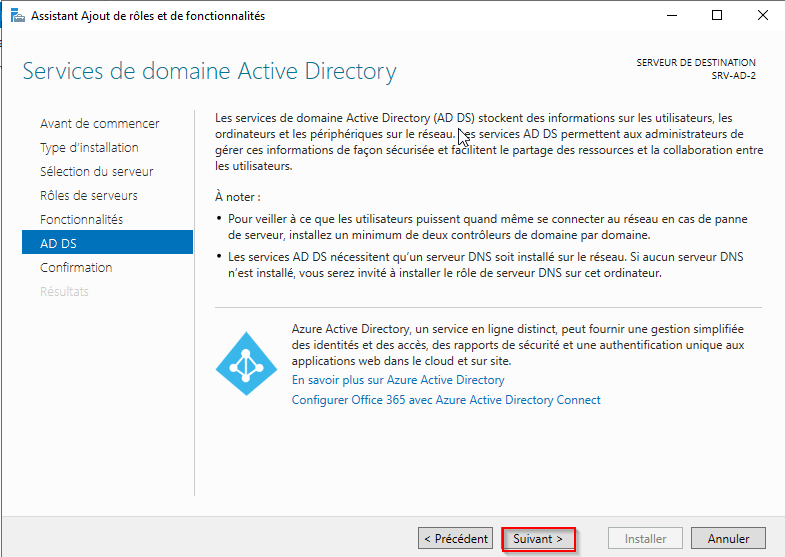 Assistant Ajout de rôles et de fonctionnalités
Services de domaine Active Directory
SERVEUR DE DESTINATION
SRV-AD-2
Avant de commencer
Type d'installation
Sélection du serveur
Rôles de serveurs
Fonctionnalités
AD DS
Confirmation
Résultats
Les services de domaine Active Directory (AD DS) stockent des informations sur les utilisateurs, les
ordinateurs et les périphériques sur le réseau. Les services AD DS permettent aux administrateurs de
gérer ces informations de façon sécurisée et facilitent le partage des ressources et la collaboration entre
les utilisateurs.
À noter :
• Pour veiller à ce que les utilisateurs puissent quand même se connecter au réseau en cas de panne
de serveur, installez un minimum de deux contrôleurs de domaine par domaine.
• Les services AD DS nécessitent qu'un serveur DNS soit installé sur le réseau. Si aucun serveur DNS
n'est installé, vous serez invité à installer le rôle de serveur DNS sur cet ordinateur.
Azure Active Directory, un service en ligne distinct, peut fournir une gestion simplifiée
des identités et des accès, des rapports de sécurité et une authentification unique aux
applications web dans le cloud et sur site.
En savoir plus sur Azure Active Directory
Configurer Office 365 avec Azure Active Directory Connect
< Précédent
Suivant >
Installer
Annuler